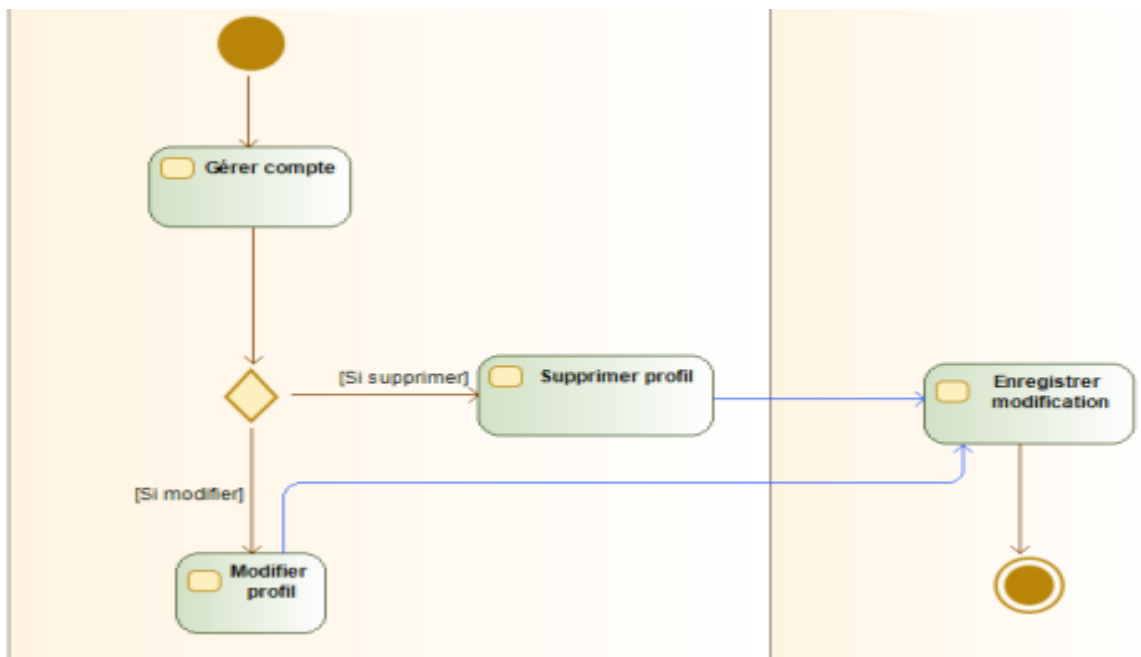 Gérer compte
[Si supprimer]
Supprimer profil
Enregistrer
modification
[Si modifier]
Modifier
profil